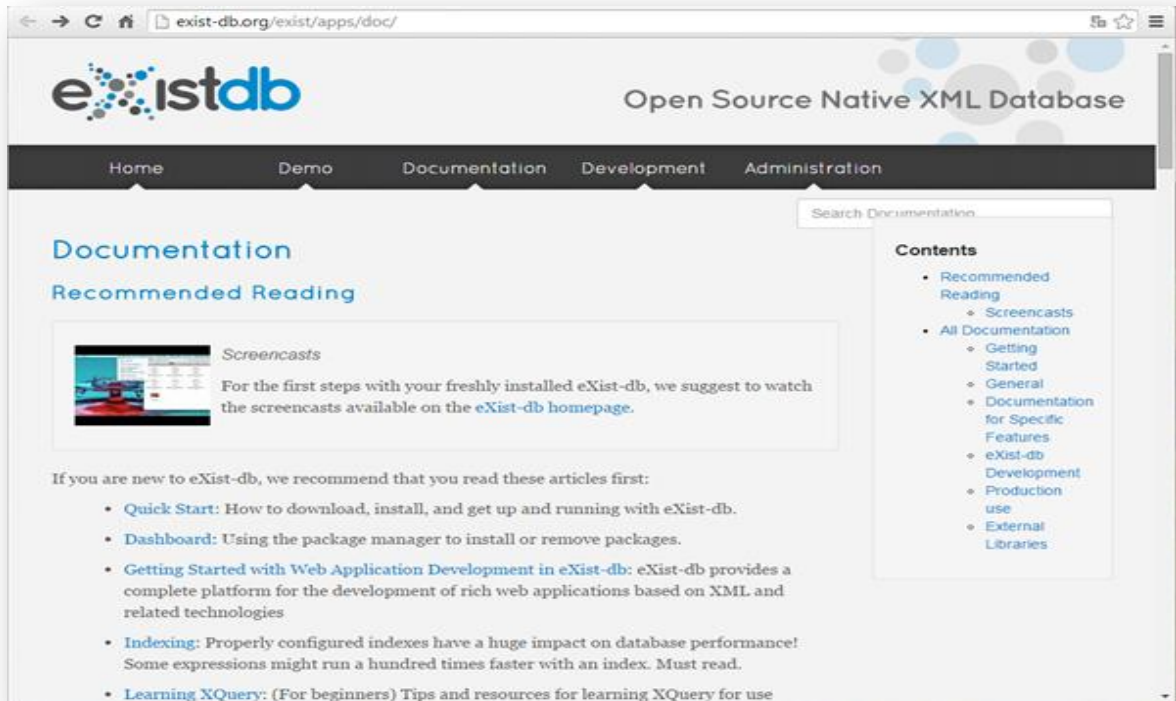 exist-db.org/exist/apps/doc/
eXistdb
Open Source Native XML Database
Home Demo Documentation Development Administration
Search Documentation
Documentation
Recommended Reading
Screencasts
For the first steps with your freshly installed eXist-db, we suggest to watch
the screencasts available on the eXist-db homepage.
If you are new to eXist-db, we recommend that you read these articles first:
• Quick Start: How to download, install, and get up and running with eXist-db.
• Dashboard: Using the package manager to install or remove packages.
• Getting Started with Web Application Development in eXist-db: eXist-db provides a
complete platform for the development of rich web applications based on XML and
related technologies
• Indexing: Properly configured indexes have a huge impact on database performance!
Some expressions might run a hundred times faster with an index. Must read.
• Learning XQuery: (For beginners) Tips and resources for learning XQuery for use
Contents
• Recommended
Reading
◦ Screencasts
• All Documentation
◦ Getting
Started
◦ General
◦ Documentation
for Specific
Features
◦ eXist-db
Development
◦ Production
use
◦ External
Libraries